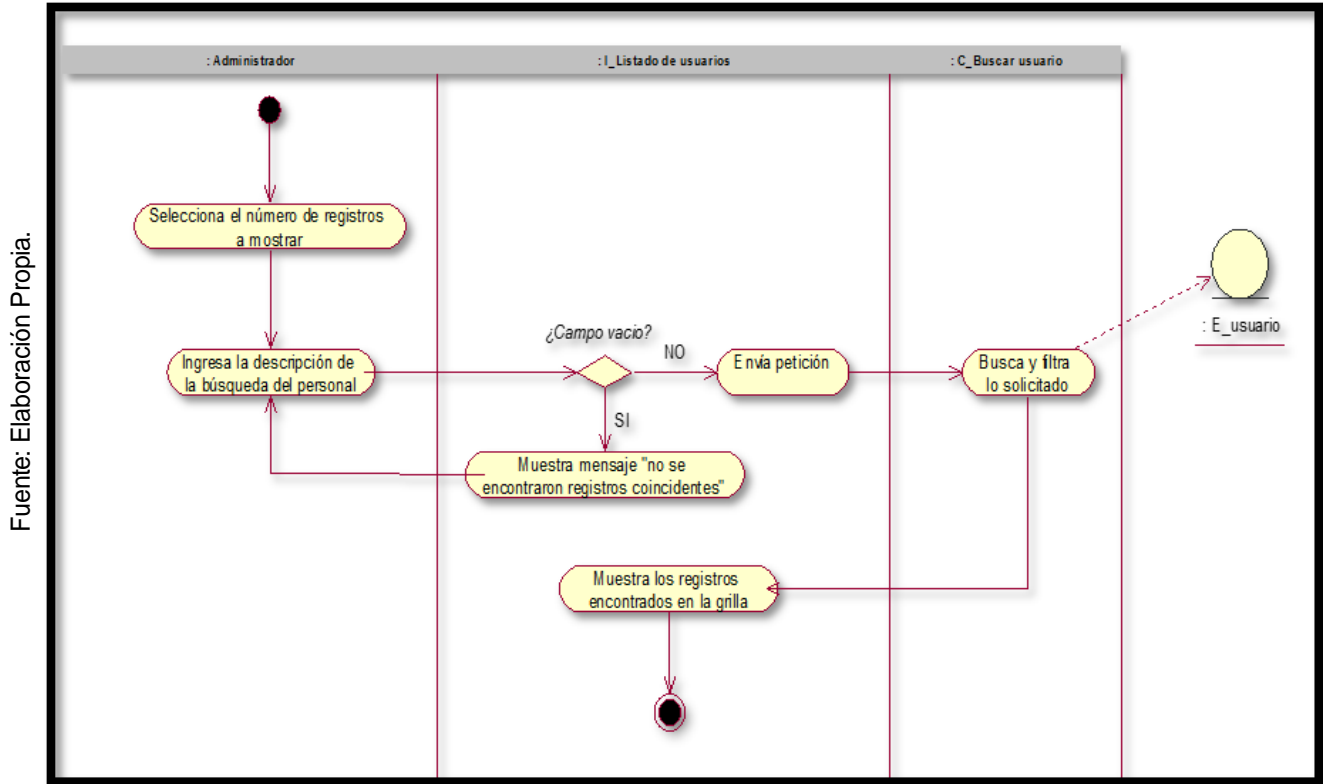 Fuente: Elaboración Propia.
: Administrador
: I_Listado de usuarios
: C_Buscar usuario
Selecciona el número de registros
a mostrar
Ingresa la descripción de
la búsqueda del personal
¿Campo vacio?
NO
Envía petición
Busca y filtra
lo solicitado
: E_usuario
SI
Muestra mensaje "no se
encontraron registros coincidentes"
Muestra los registros
encontrados en la grilla